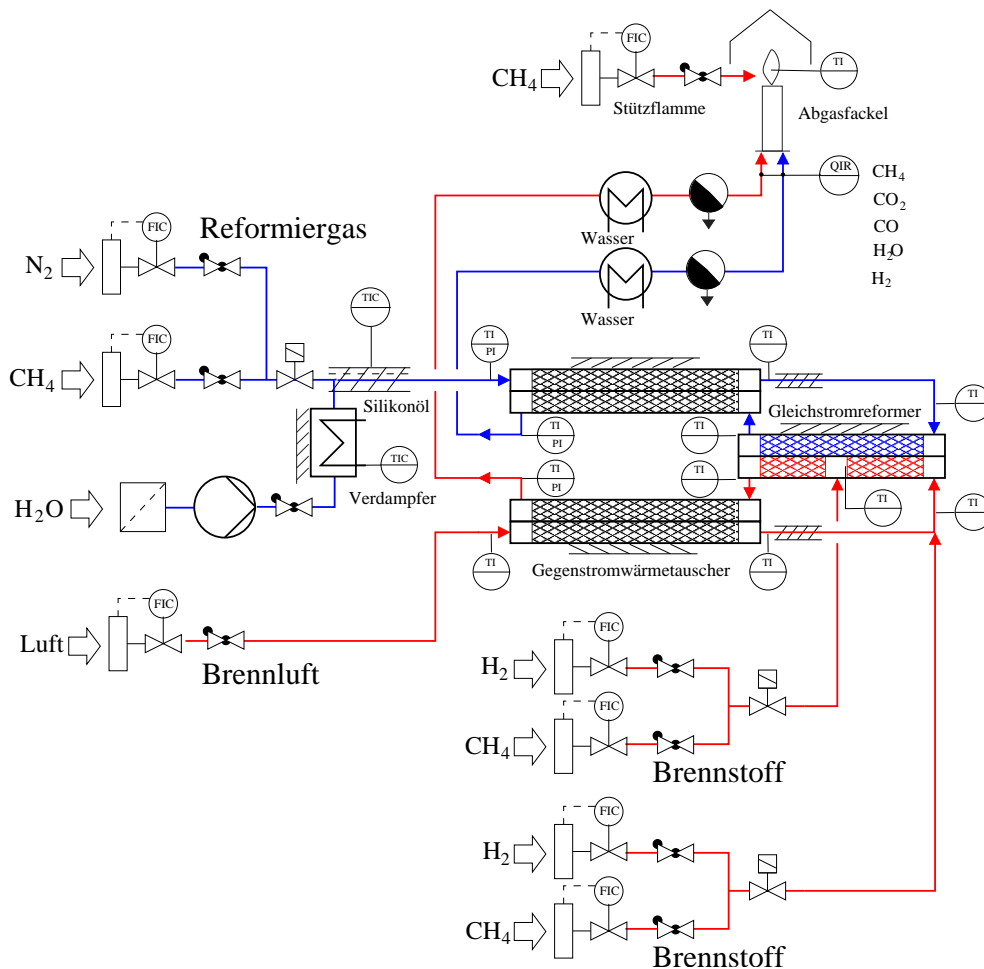 FIC
CH4
Stützflamme
TI
Abgasfackel
QIR
CH4
CO2
CO
H2O
H2
Wasser
Wasser
Reformiergas
FIC
N2
FIC
CH4
TIC
Silikonöl
TI
PI
TI
TI
Gleichstromreformer
TI
PI
TI
TIC
Verdampfer
TI
PI
TI
TI
TI
H2O
TI
Gegenstromwärmetauscher
TI
FIC
Luft
Brennluft
FIC
H2
FIC
CH4
Brennstoff
FIC
H2
FIC
CH4
Brennstoff